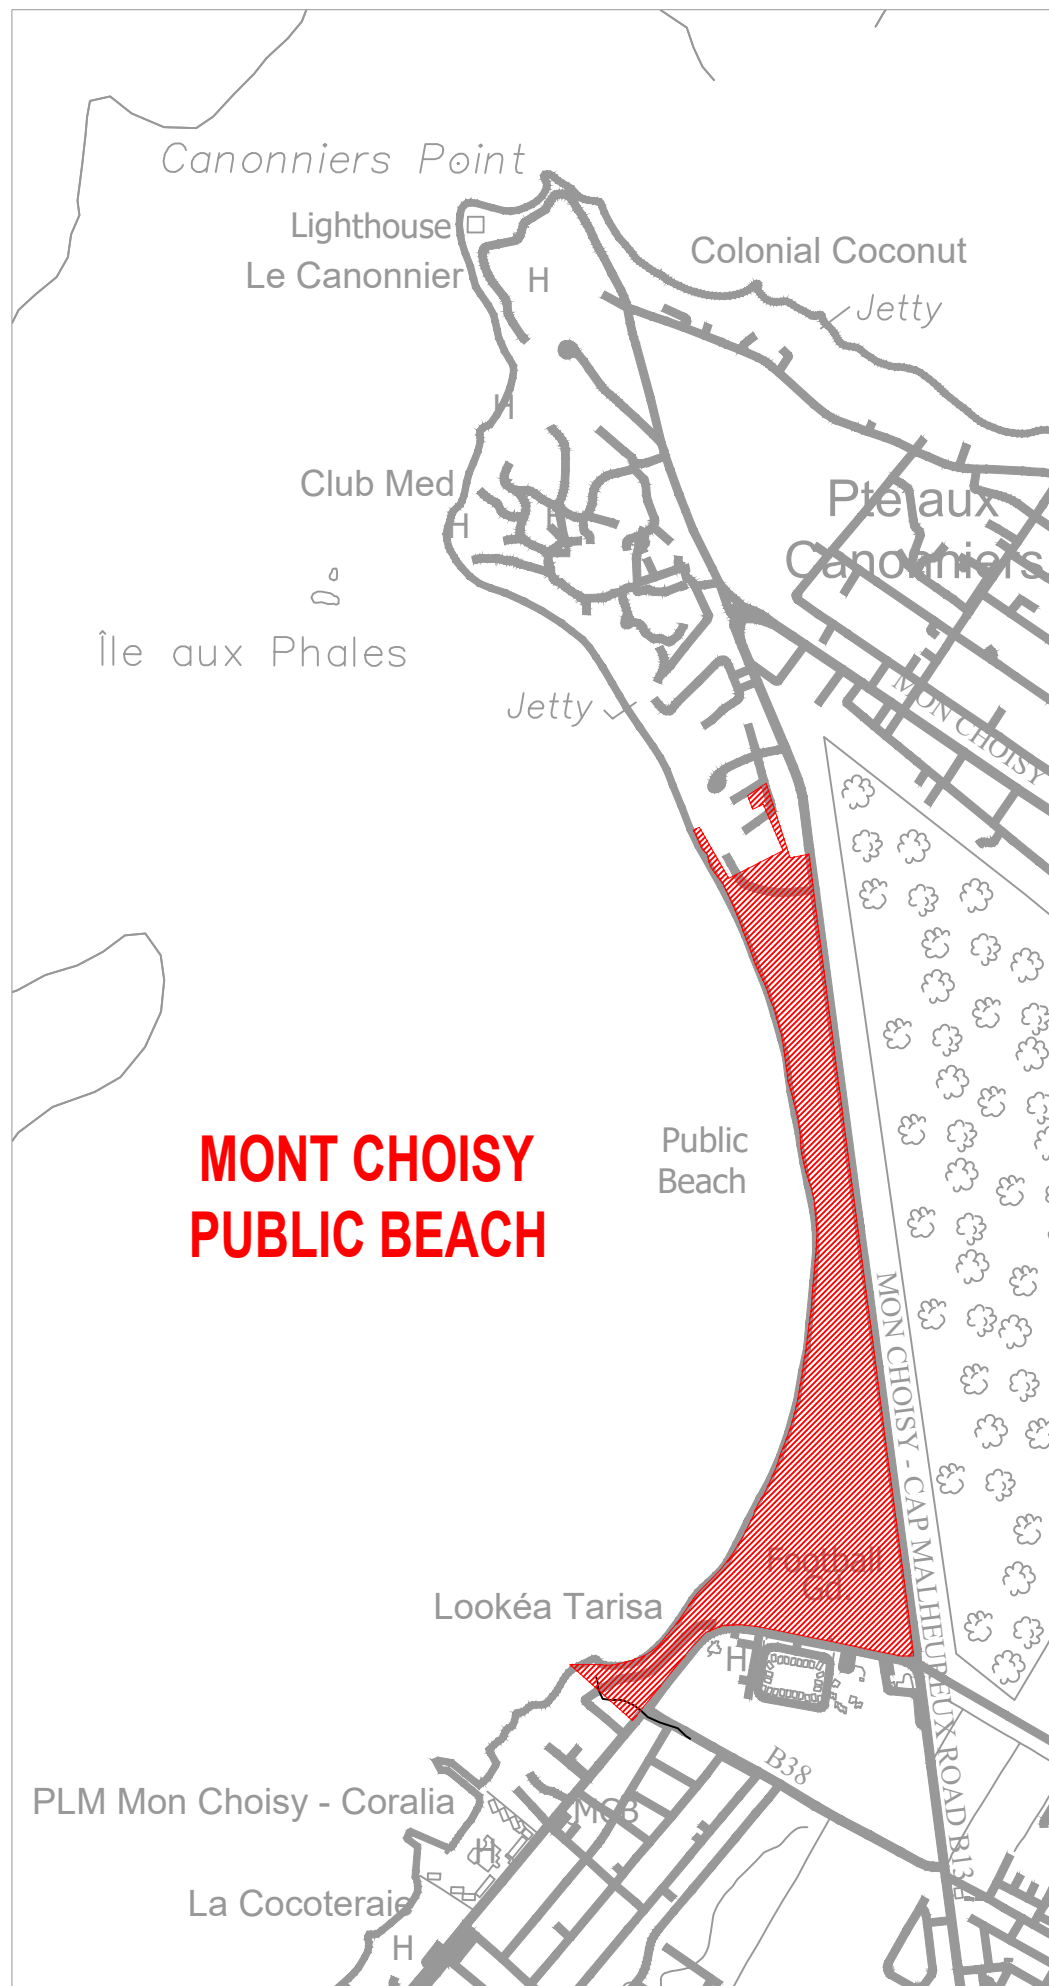 Canonniers Point
Lighthouse
Le Canonnier
H
Colonial Coconut
Jetty
H
Club Med
H
H
Pte aux
Canonniers
Île aux Phales
Jetty
MON CHOISY
Public
Beach
MONT CHOISY
PUBLIC BEACH
MON CHOISY - CAP MALHEUREUX ROAD B13
Football
Gd.
Lookéa Tarisa
H
B38
PLM Mon Choisy - Coralia
MCB
H
La Cocoteraie
H